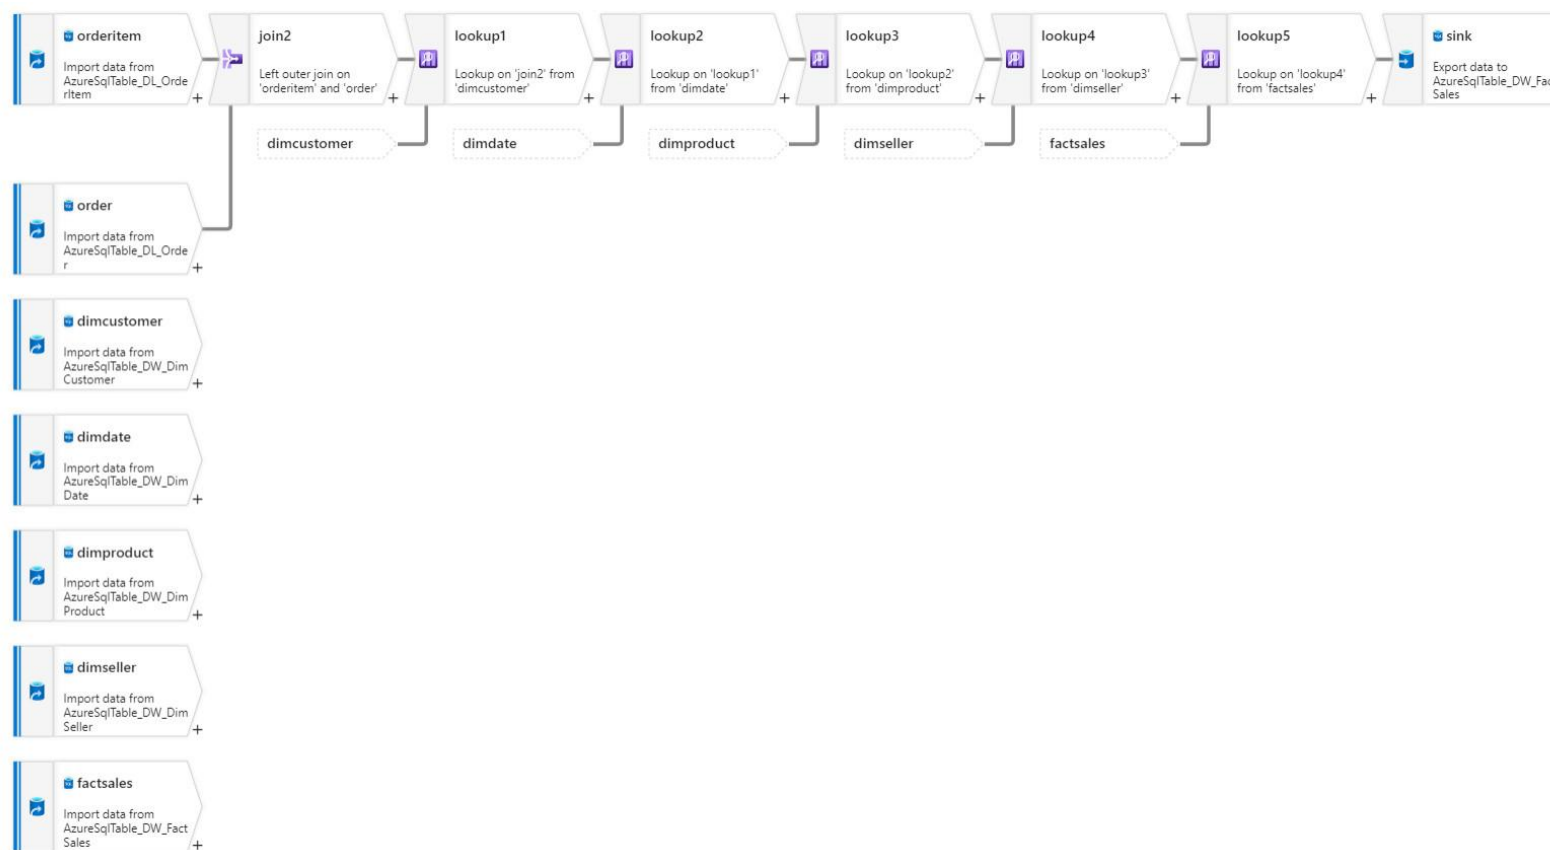 orderitem
Import data from
AzureSqlTable_DL_Orde
rItem
+
join2
Left outer join on
'orderitem' and 'order'
+
lookup1
Lookup on 'join2' from
'dimcustomer'
+
lookup2
Lookup on 'lookup1'
from 'dimdate'
+
lookup3
Lookup on 'lookup2'
from 'dimproduct'
+
lookup4
Lookup on 'lookup3'
from 'dimseller'
+
lookup5
Lookup on 'lookup4'
from 'factsales'
+
sink
Export data to
AzureSqlTable_DW_Fac
Sales
dimcustomer
dimdate
dimproduct
dimseller
factsales
order
Import data from
AzureSqlTable_DL_Orde
r
+
dimcustomer
Import data from
AzureSqlTable_DW_Dim
Customer
+
dimdate
Import data from
AzureSqlTable_DW_Dim
Date
+
dimproduct
Import data from
AzureSqlTable_DW_Dim
Product
+
dimseller
Import data from
AzureSqlTable_DW_Dim
Seller
+
factsales
Import data from
AzureSqlTable_DW_Fact
Sales
+